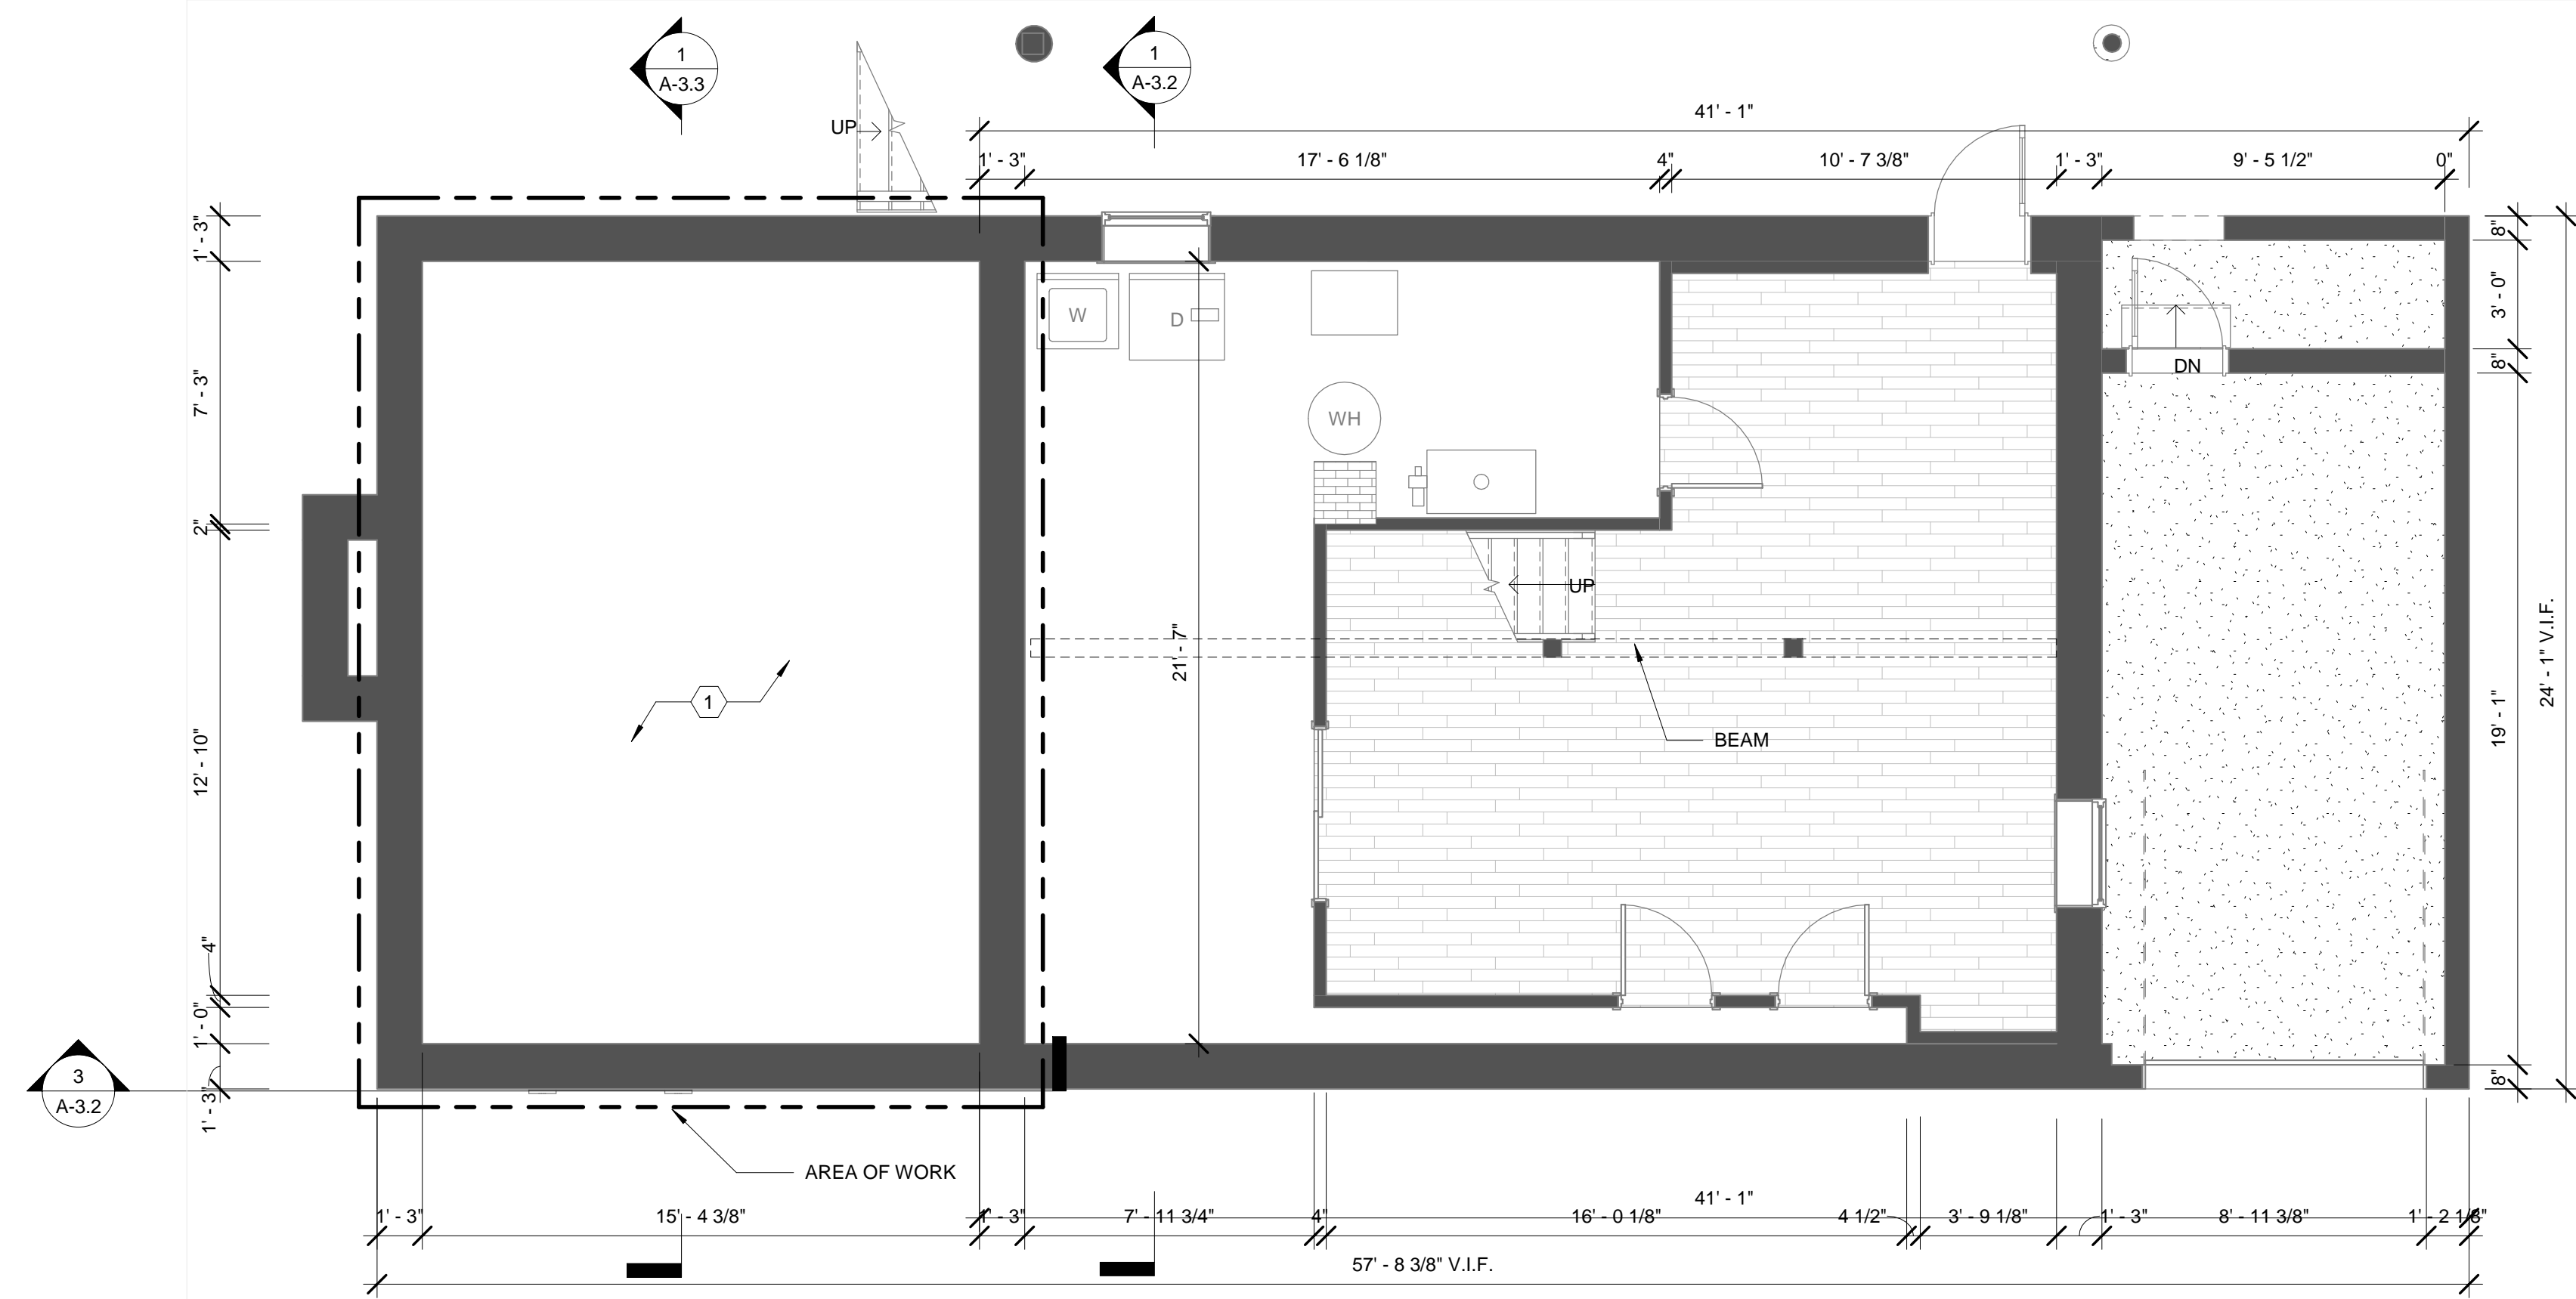 1
A-3.3
1
A-3.2
UP
41' - 1"
1' - 3"
17' - 6 1/8"
4"
10' - 7 3/8"
1' - 3"
9' - 5 1/2"
0"
1' - 3"
8"
W
D
3' - 0"
8"
DN
7' - 3"
WH
2"
UP
21' - 7"
24' - 1" V.I.F.
1
19' - 1"
BEAM
12' - 10"
4"
1' - 0"
3
A-3.2
1' - 3"
8"
AREA OF WORK
41' - 1"
1' - 3"
15' - 4 3/8"
1' - 3"
7' - 11 3/4"
4"
16' - 0 1/8"
4 1/2"
3' - 9 1/8"
1' - 3"
8' - 11 3/8"
1' - 2 1/8"
57' - 8 3/8" V.I.F.